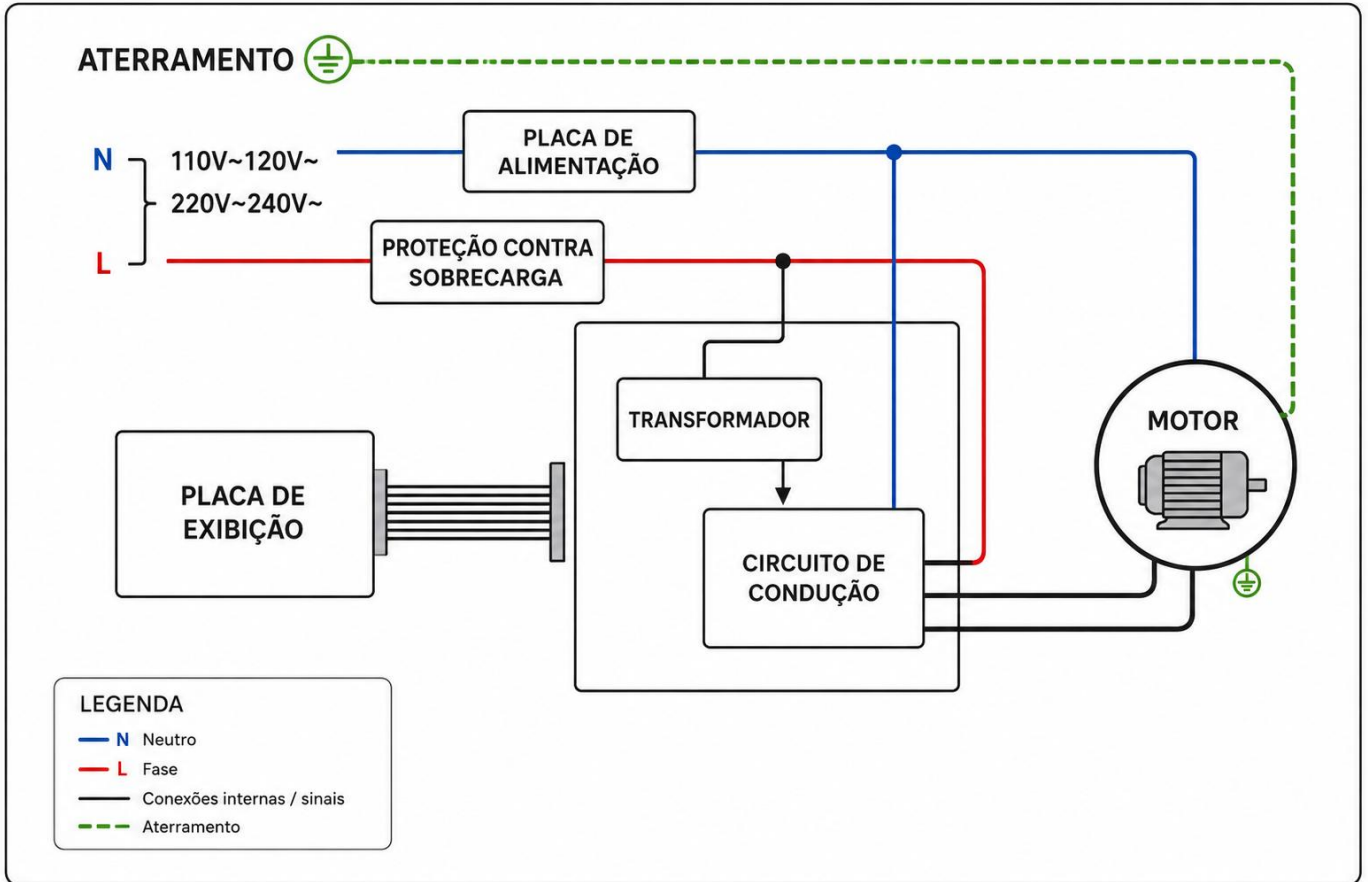 ATERRAMENTO
N
110V~120V~
220V~240V~
L
PLACA DE
ALIMENTAÇÃO
PROTEÇÃO CONTRA
SOBRECARGA
TRANSFORMADOR
MOTOR
PLACA DE
EXIBIÇÃO
CIRCUITO DE
CONDUÇÃO
LEGENDA
N Neutro
L Fase
Conexões internas / sinais
Aterramento